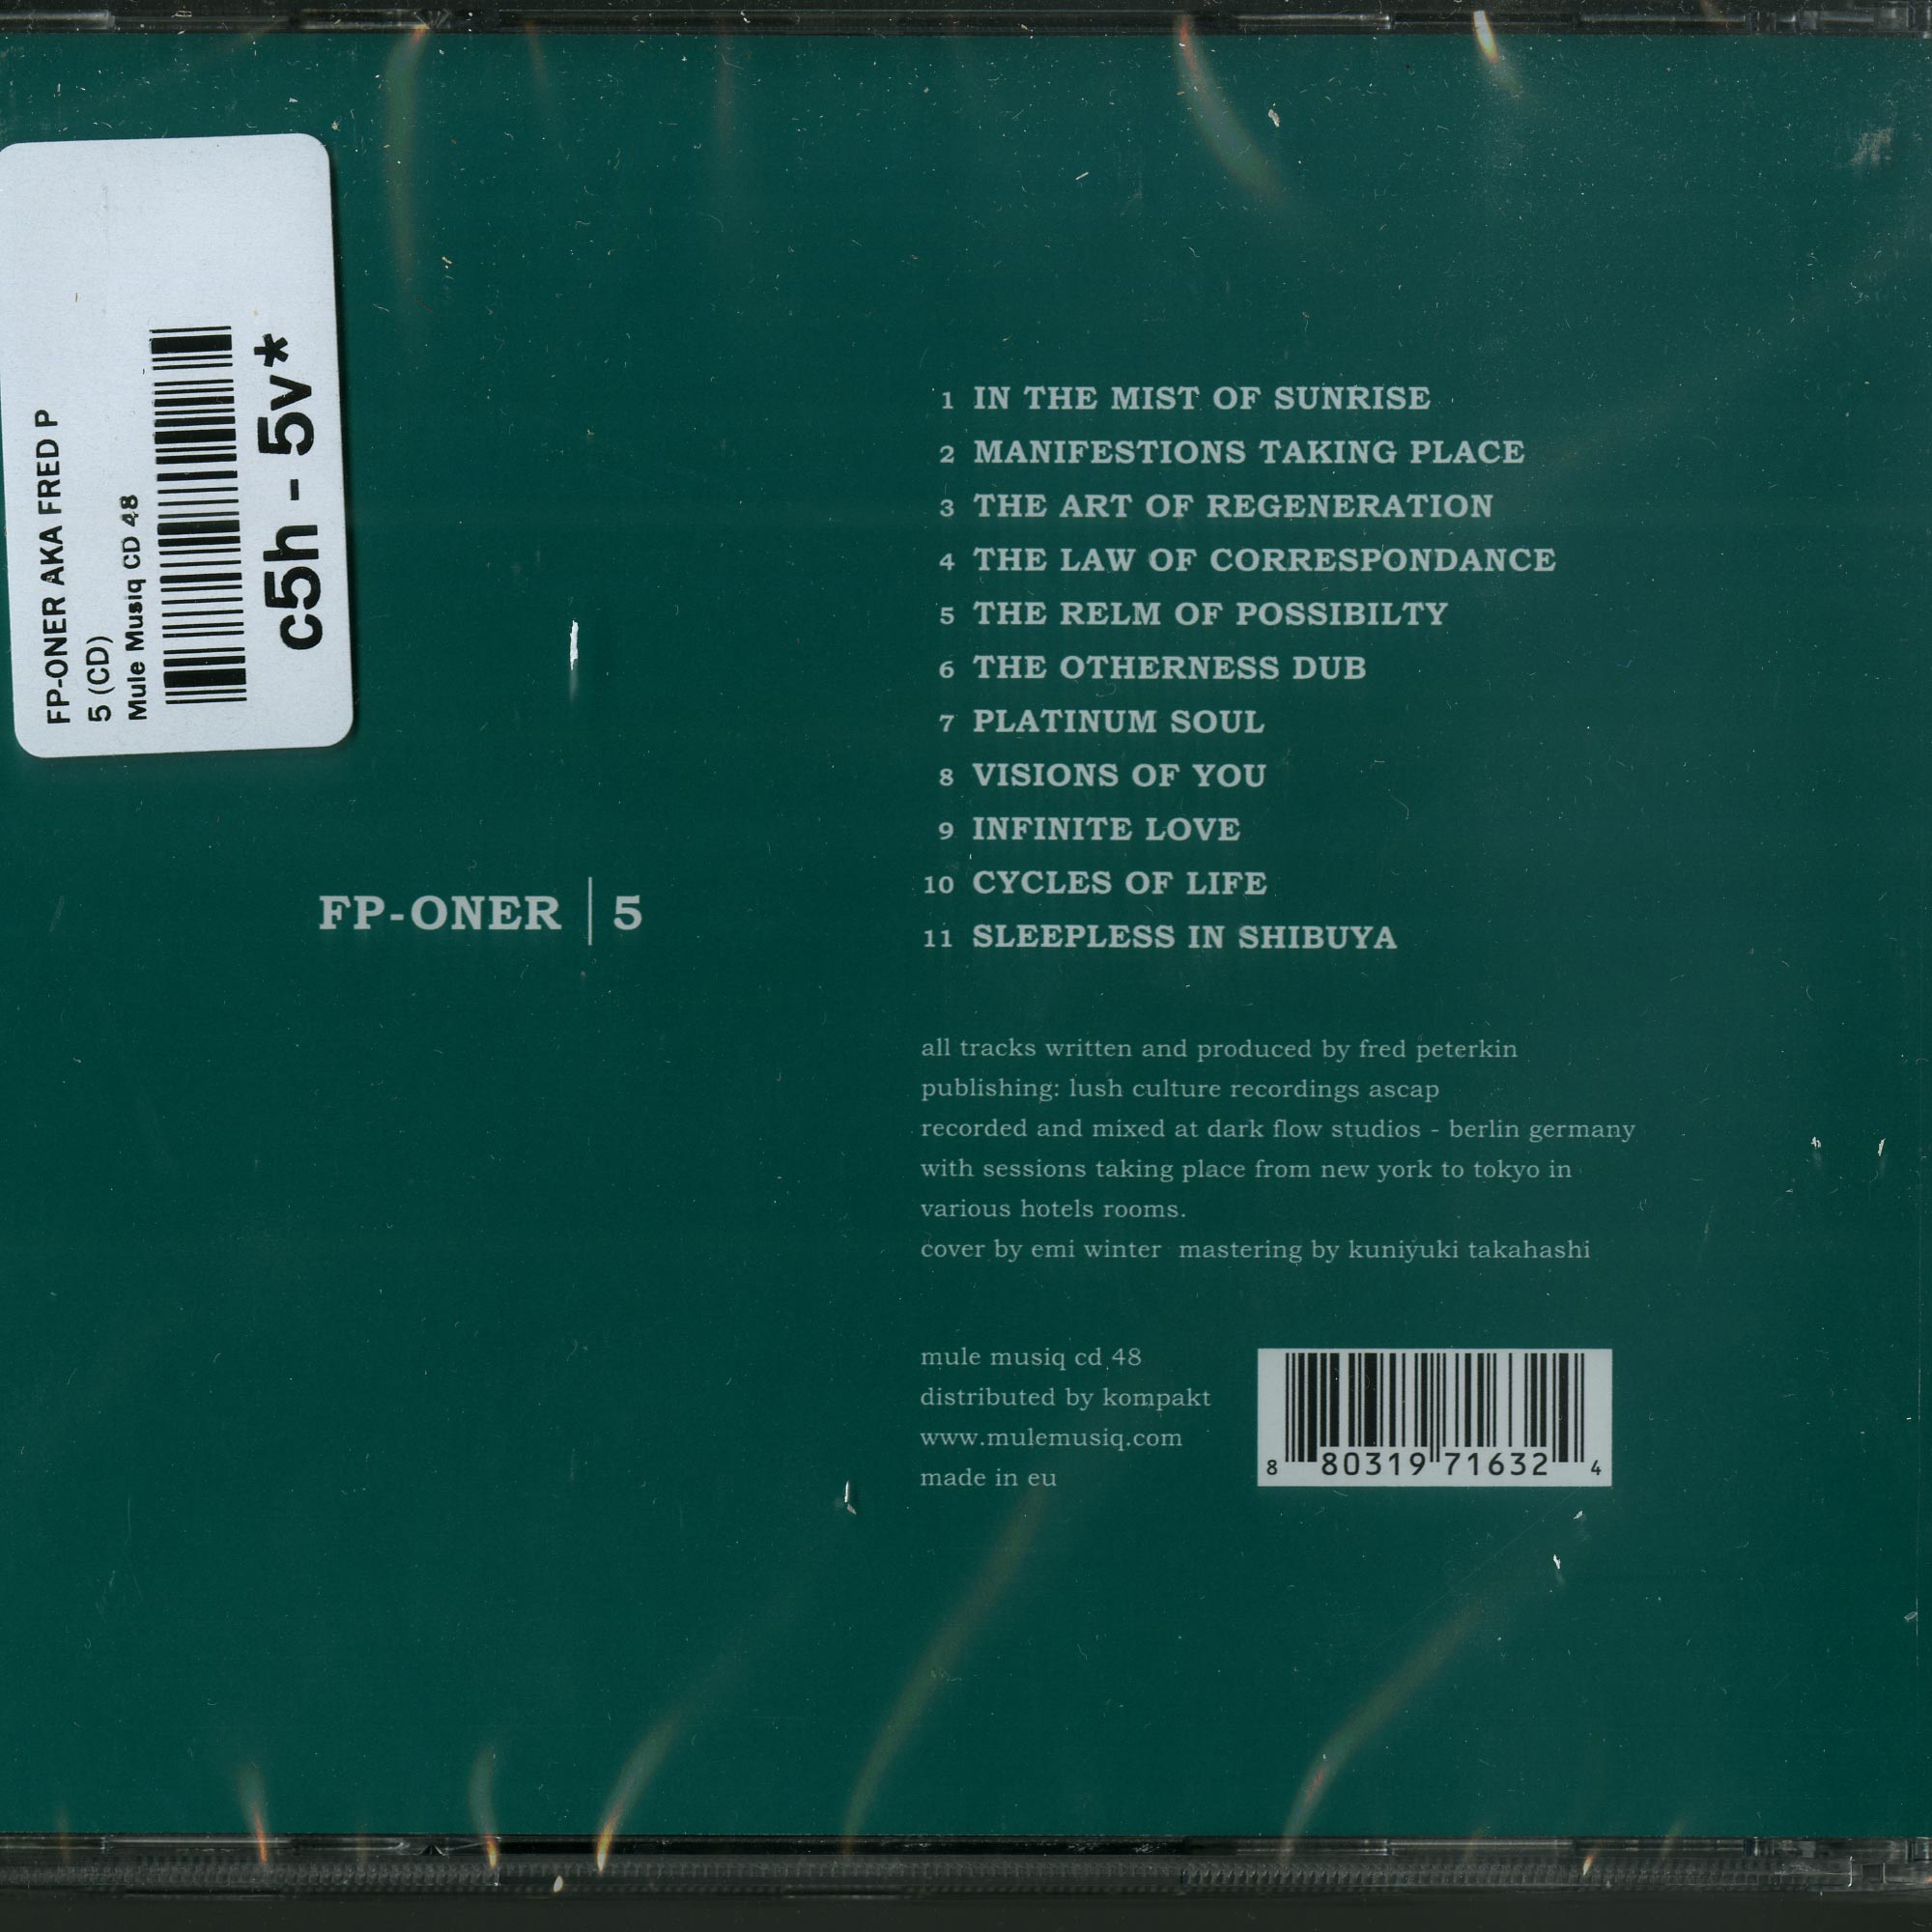 FP-ONER AKA FRED P
5 (CD)
Mule Musiq CD 48
c5h - 5v*
FP-ONER | 5
1 IN THE MIST OF SUNRISE
2 MANIFESTIONS TAKING PLACE
3 THE ART OF REGENERATION
4 THE LAW OF CORRESPONDANCE
5 THE RELM OF POSSIBILTY
6 THE OTHERNESS DUB
7 PLATINUM SOUL
8 VISIONS OF YOU
9 INFINITE LOVE
10 CYCLES OF LIFE
11 SLEEPLESS IN SHIBUYA
all tracks written and produced by fred peterkin
publishing: lush culture recordings ascap
recorded and mixed at dark flow studios - berlin germany
with sessions taking place from new york to tokyo in
various hotels rooms.
cover by emi winter mastering by kuniyuki takahashi
mule musiq cd 48
distributed by kompakt
www.mulemusiq.com
made in eu
8 80319 71632 4